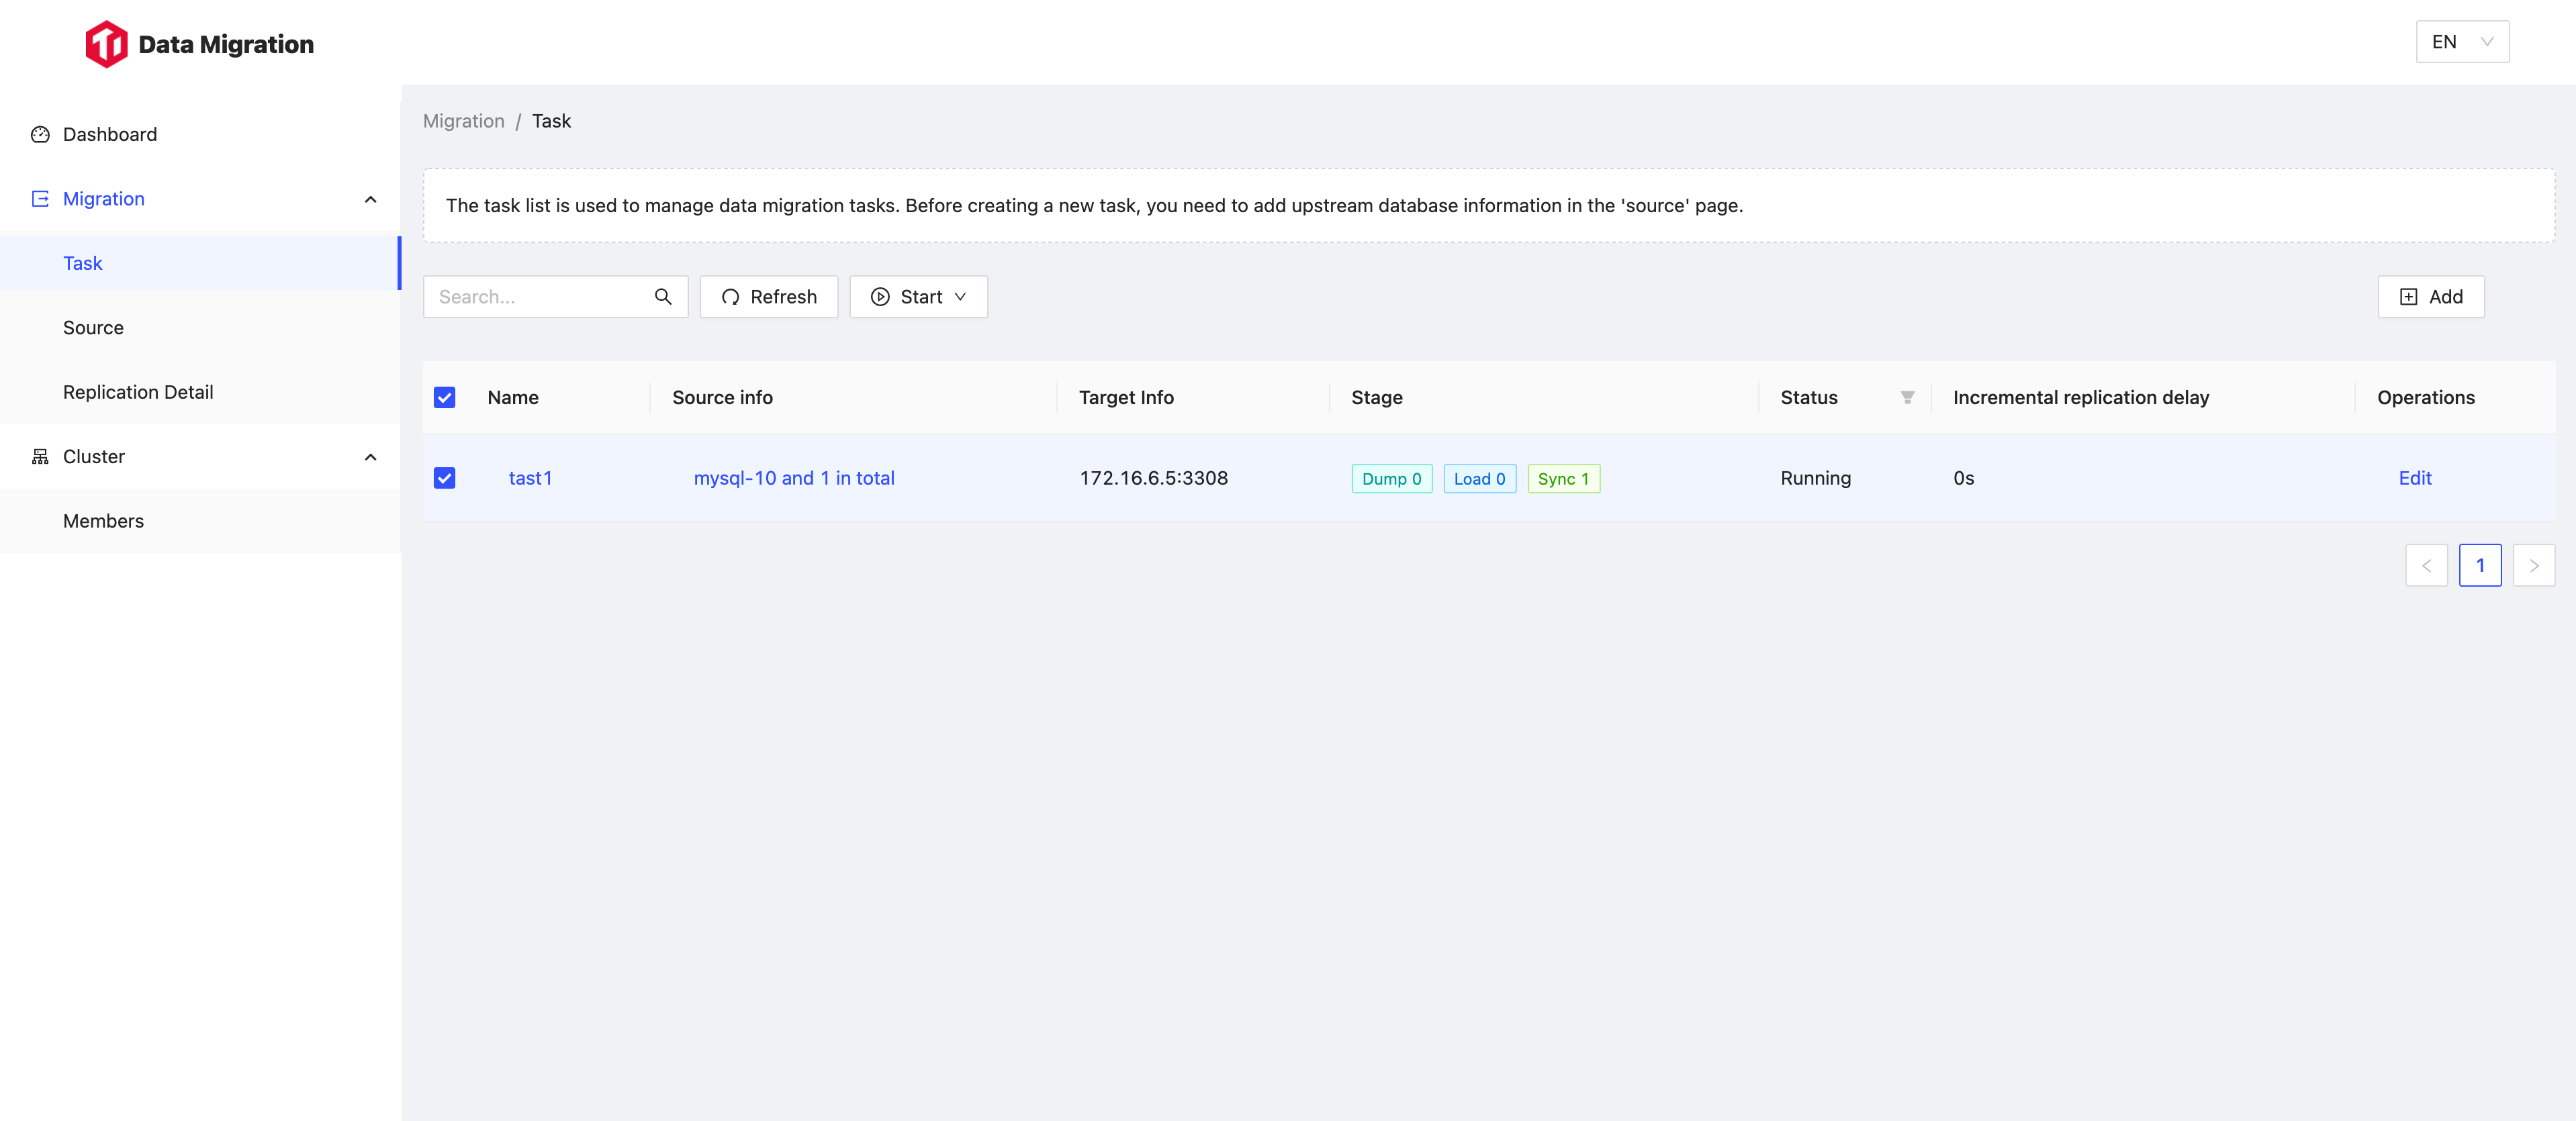 Data Migration
EN
Dashboard
Migration
Task
Source
Replication Detail
Cluster
Members
Migration / Task
The task list is used to manage data migration tasks. Before creating a new task, you need to add upstream database information in the 'source' page.
Search... Refresh Start Add
Name Source info Target Info Stage Status Incremental replication delay Operations
tast1 mysql-10 and 1 in total 172.16.6.5:3308 Dump 0 Load 0 Sync 1 Running 0s Edit
< 1 >